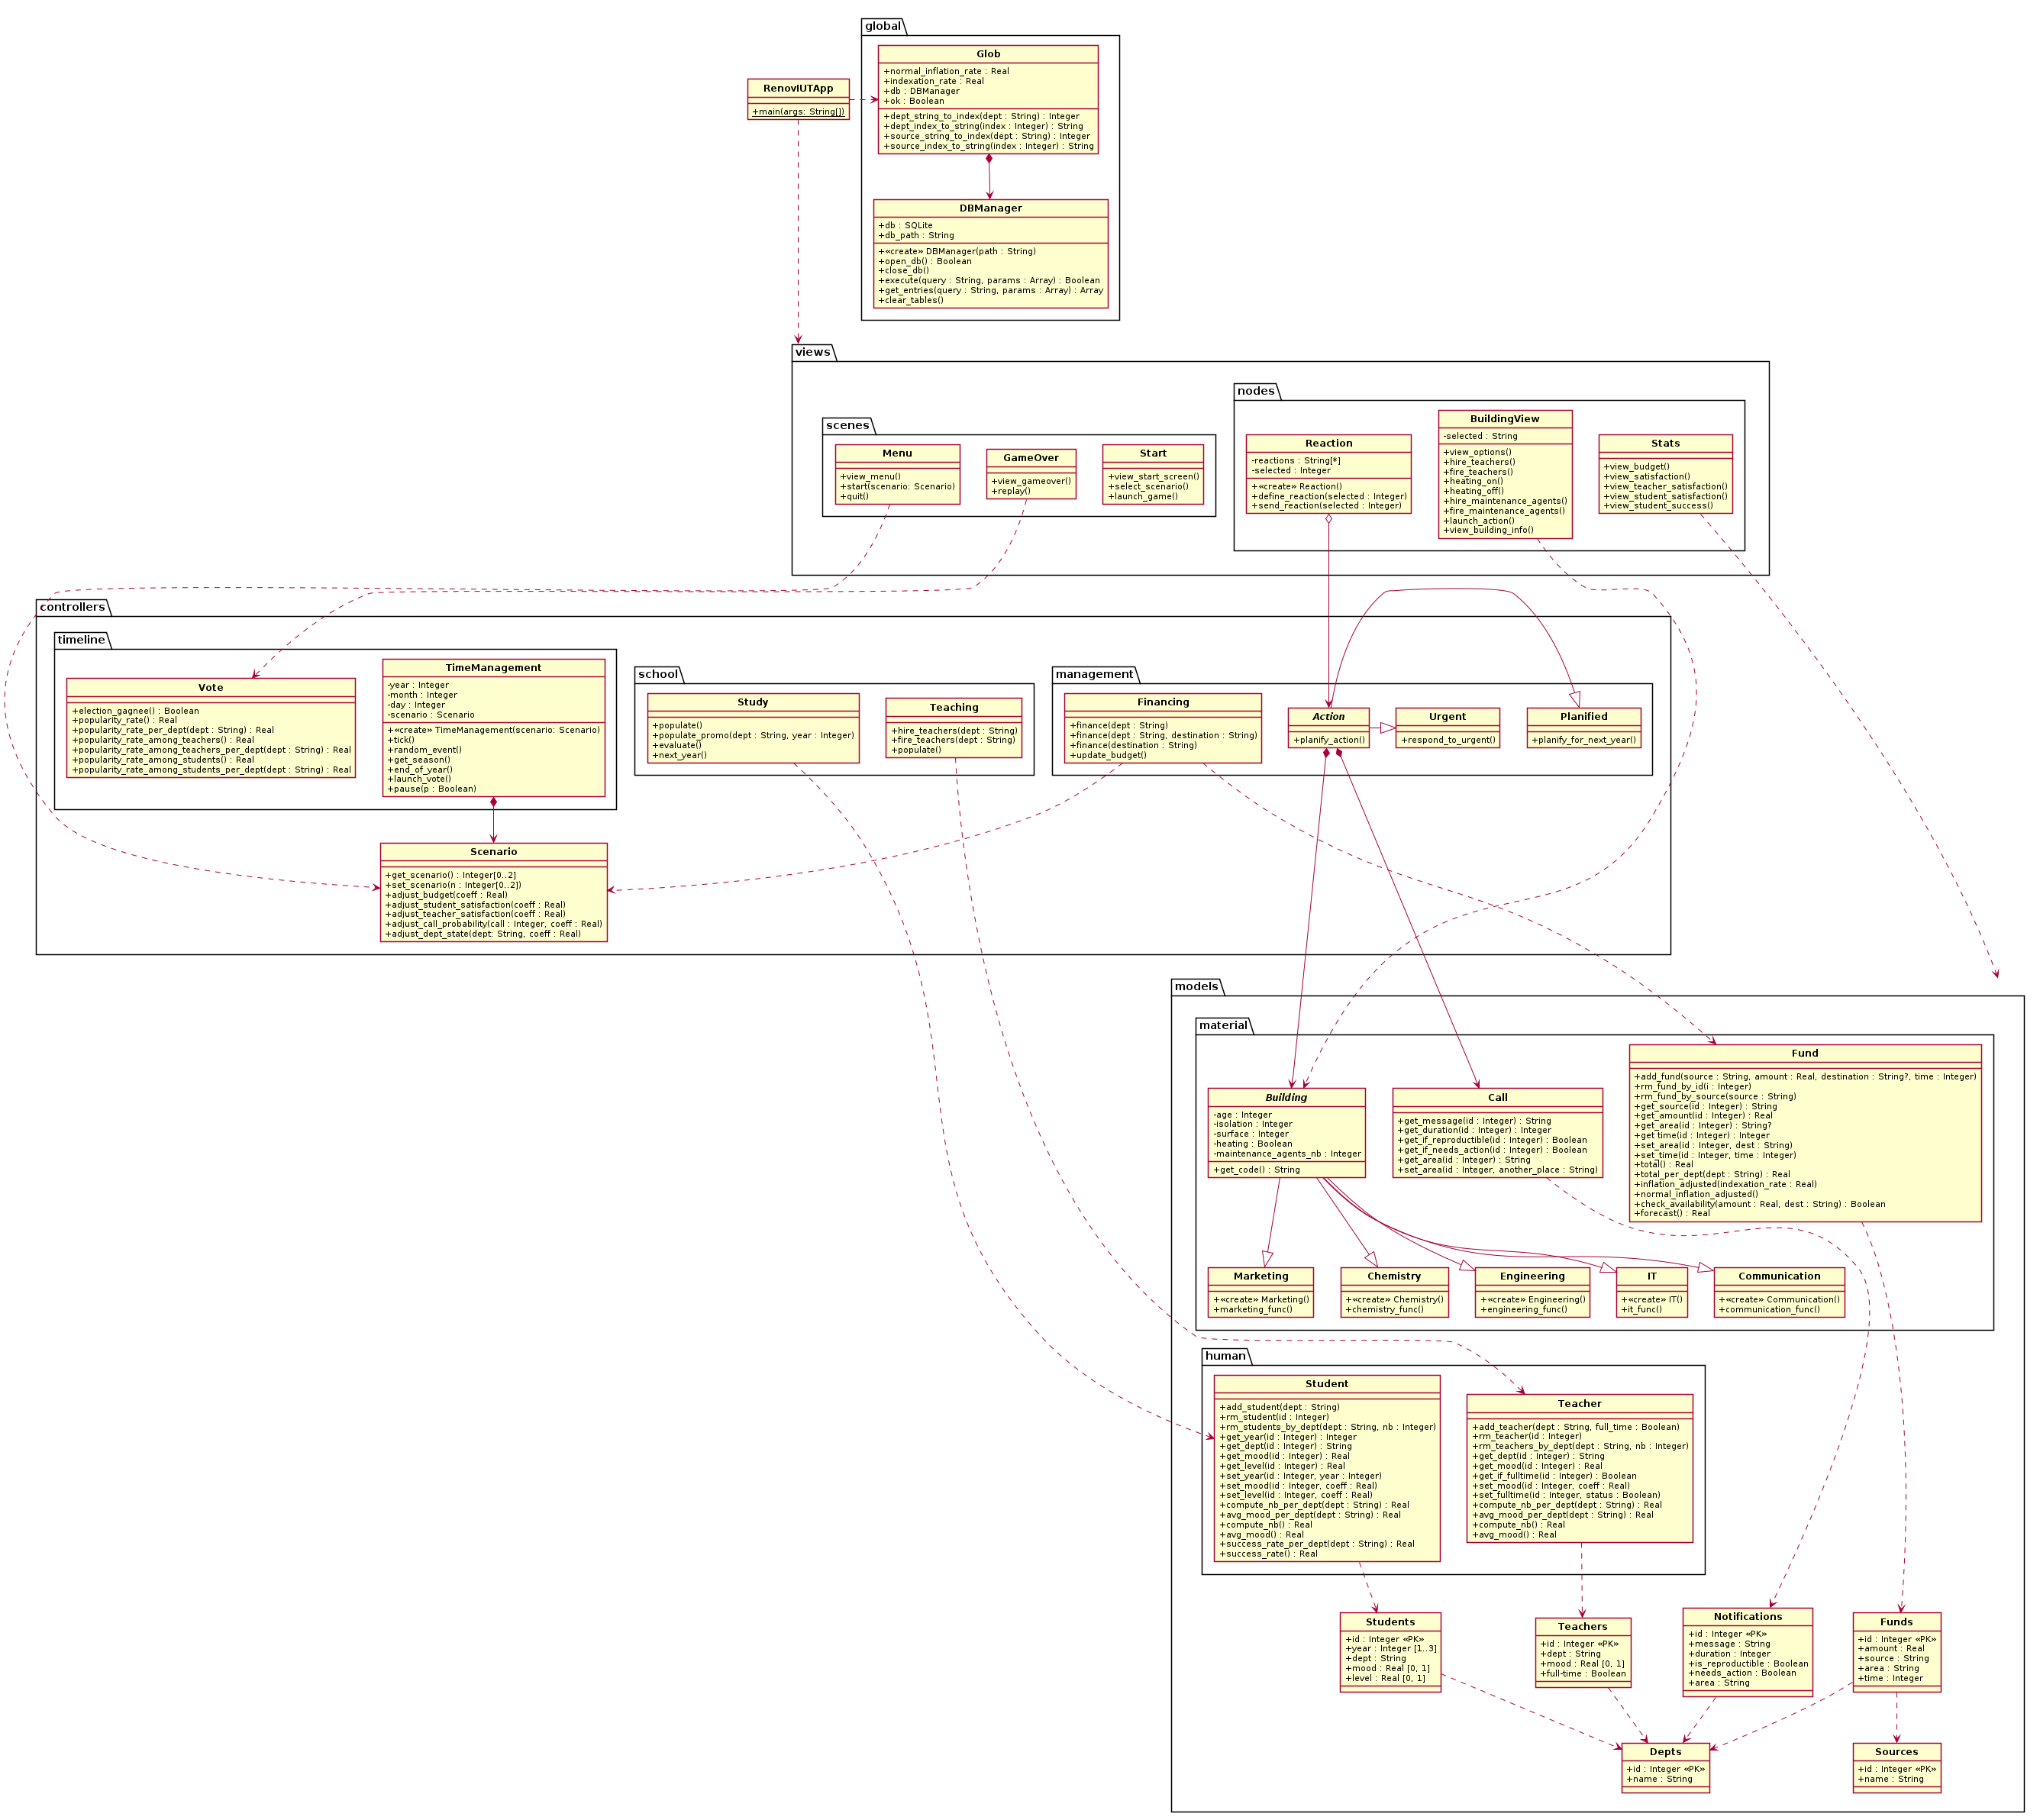 global
Glob
+normal_inflation_rate : Real
+indexation_rate : Real
+db : DBManager
+ok : Boolean
+dept_string_to_index(dept : String) : Integer
+dept_index_to_string(index : Integer) : String
+source_string_to_index(dept : String) : Integer
+source_index_to_string(index : Integer) : String
RenovIUTApp
+main(args: String[])
DBManager
+db : SQLite
+db_path : String
+«create» DBManager(path : String)
+open_db() : Boolean
+close_db()
+execute(query : String, params : Array) : Boolean
+get_entries(query : String, params : Array) : Array
+clear_tables()
views
scenes
Menu
+view_menu()
+start(scenario: Scenario)
+quit()
GameOver
+view_gameover()
+replay()
Start
+view_start_screen()
+select_scenario()
+launch_game()
nodes
Reaction
-reactions : String[*]
-selected : Integer
+«create» Reaction()
+define_reaction(selected : Integer)
+send_reaction(selected : Integer)
BuildingView
-selected : String
+view_options()
+hire_teachers()
+fire_teachers()
+heating_on()
+heating_off()
+hire_maintenance_agents()
+fire_maintenance_agents()
+launch_action()
+view_building_info()
Stats
+view_budget()
+view_satisfaction()
+view_teacher_satisfaction()
+view_student_satisfaction()
+view_student_success()
controllers
timeline
Vote
+election_gagnee() : Boolean
+popularity_rate() : Real
+popularity_rate_per_dept(dept : String) : Real
+popularity_rate_among_teachers() : Real
+popularity_rate_among_teachers_per_dept(dept : String) : Real
+popularity_rate_among_students() : Real
+popularity_rate_among_students_per_dept(dept : String) : Real
TimeManagement
-year : Integer
-month : Integer
-day : Integer
-scenario : Scenario
+«create» TimeManagement(scenario: Scenario)
+tick()
+random_event()
+get_season()
+end_of_year()
+launch_vote()
+pause(p : Boolean)
school
Study
+populate()
+populate_promo(dept : String, year : Integer)
+evaluate()
+next_year()
Teaching
+hire_teachers(dept : String)
+fire_teachers(dept : String)
+populate()
management
Financing
+finance(dept : String)
+finance(dept : String, destination : String)
+finance(destination : String)
+update_budget()
Action
+planify_action()
Urgent
+respond_to_urgent()
Planified
+planify_for_next_year()
Scenario
+get_scenario() : Integer[0..2]
+set_scenario(n : Integer[0..2])
+adjust_budget(coeff : Real)
+adjust_student_satisfaction(coeff : Real)
+adjust_teacher_satisfaction(coeff : Real)
+adjust_call_probability(call : Integer, coeff : Real)
+adjust_dept_state(dept: String, coeff : Real)
models
material
Building
-age : Integer
-isolation : Integer
-surface : Integer
-heating : Boolean
-maintenance_agents_nb : Integer
+get_code() : String
Call
+get_message(id : Integer) : String
+get_duration(id : Integer) : Integer
+get_if_reproductible(id : Integer) : Boolean
+get_if_needs_action(id : Integer) : Boolean
+get_area(id : Integer) : String
+set_area(id : Integer, another_place : String)
Fund
+add_fund(source : String, amount : Real, destination : String?, time : Integer)
+rm_fund_by_id(i : Integer)
+rm_fund_by_source(source : String)
+get_source(id : Integer) : String
+get_amount(id : Integer) : Real
+get_area(id : Integer) : String?
+get time(id : Integer) : Integer
+set_area(id : Integer, dest : String)
+set_time(id : Integer, time : Integer)
+total() : Real
+total_per_dept(dept : String) : Real
+inflation_adjusted(indexation_rate : Real)
+normal_inflation_adjusted()
+check_availability(amount : Real, dest : String) : Boolean
+forecast() : Real
Marketing
+«create» Marketing()
+marketing_func()
Chemistry
+«create» Chemistry()
+chemistry_func()
Engineering
+«create» Engineering()
+engineering_func()
IT
+«create» IT()
+it_func()
Communication
+«create» Communication()
+communication_func()
human
Student
+add_student(dept : String)
+rm_student(id : Integer)
+rm_students_by_dept(dept : String, nb : Integer)
+get_year(id : Integer) : Integer
+get_dept(id : Integer) : String
+get_mood(id : Integer) : Real
+get_level(id : Integer) : Real
+set_year(id : Integer, year : Integer)
+set_mood(id : Integer, coeff : Real)
+set_level(id : Integer, coeff : Real)
+compute_nb_per_dept(dept : String) : Real
+avg_mood_per_dept(dept : String) : Real
+compute_nb() : Real
+avg_mood() : Real
+success_rate_per_dept(dept : String) : Real
+success_rate() : Real
Teacher
+add_teacher(dept : String, full_time : Boolean)
+rm_teacher(id : Integer)
+rm_teachers_by_dept(dept : String, nb : Integer)
+get_dept(id : Integer) : String
+get_mood(id : Integer) : Real
+get_if_fulltime(id : Integer) : Boolean
+set_mood(id : Integer, coeff : Real)
+set_fulltime(id : Integer, status : Boolean)
+compute_nb_per_dept(dept : String) : Real
+avg_mood_per_dept(dept : String) : Real
+compute_nb() : Real
+avg_mood() : Real
Students
+id : Integer «PK»
+year : Integer [1..3]
+dept : String
+mood : Real [0, 1]
+level : Real [0, 1]
Teachers
+id : Integer «PK»
+dept : String
+mood : Real [0, 1]
+full-time : Boolean
Notifications
+id : Integer «PK»
+message : String
+duration : Integer
+is_reproductible : Boolean
+needs_action : Boolean
+area : String
Funds
+id : Integer «PK»
+amount : Real
+source : String
+area : String
+time : Integer
Depts
+id : Integer «PK»
+name : String
Sources
+id : Integer «PK»
+name : String